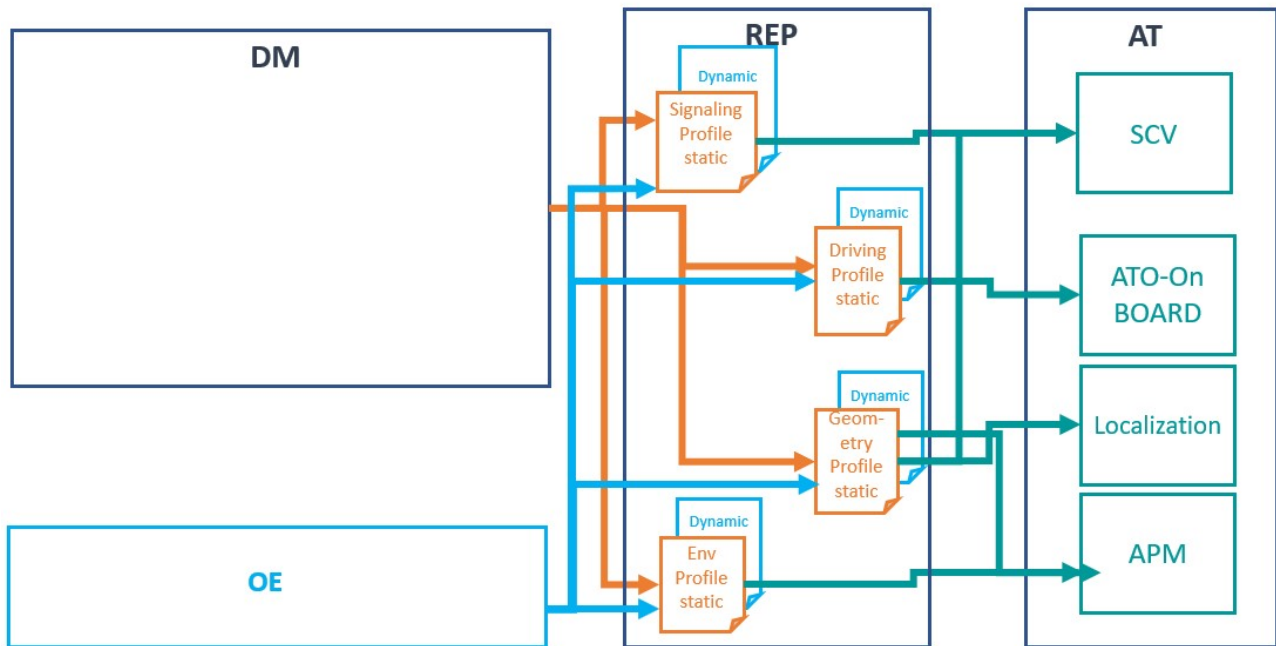 DM
OE
REP
Dynamic
Signaling
Profile
static
Dynamic
Driving
Profile
static
Dynamic
Geom-
etry
Profile
static
Dynamic
Env
Profile
static
AT
SCV
ATO-On
BOARD
Localization
APM